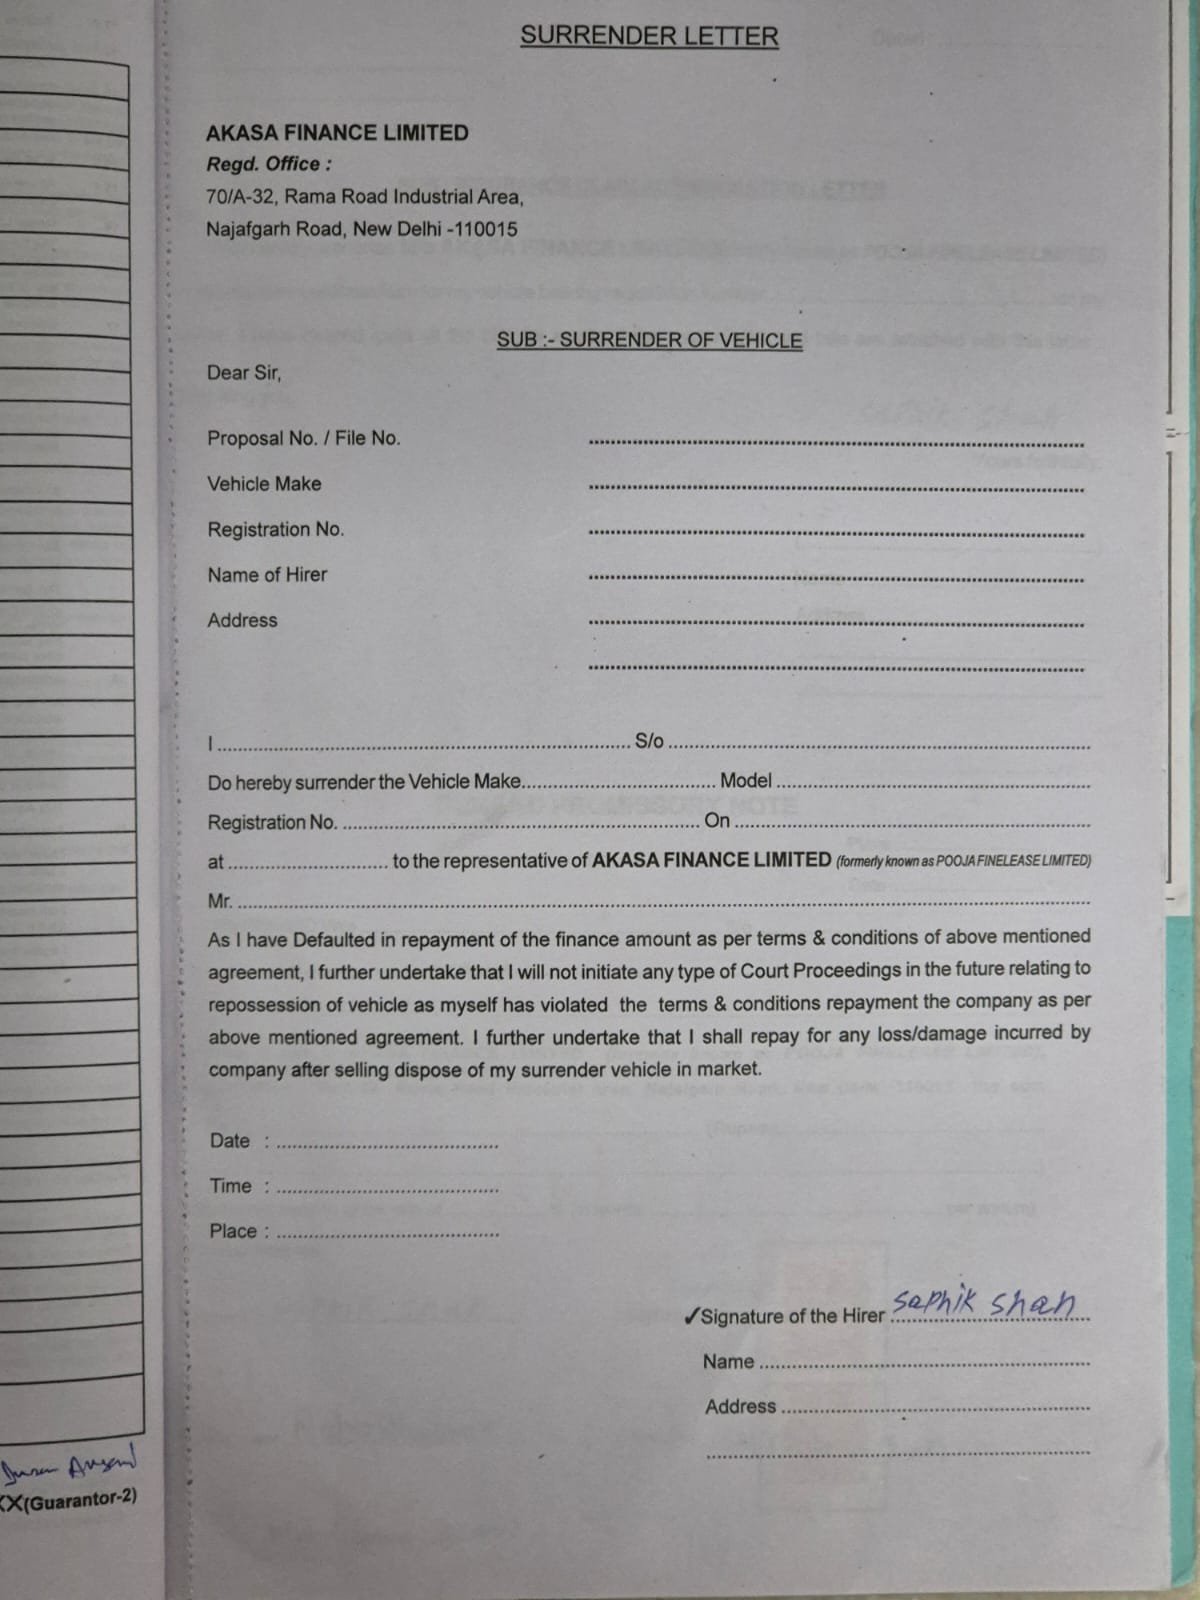 SURRENDER LETTER
AKASA FINANCE LIMITED
Regd. Office :
70/A-32, Rama Road Industrial Area,
Najafgarh Road, New Delhi -110015
SUB :- SURRENDER OF VEHICLE
Dear Sir,
Proposal No. / File No. ........................................
Vehicle Make ........................................
Registration No. ........................................
Name of Hirer ........................................
Address ........................................
........................................
I ........................................ S/o ........................................
Do hereby surrender the Vehicle Make.............................. Model ........................................
Registration No. ........................................ On ........................................
at ......................... to the representative of AKASA FINANCE LIMITED (formerly known as POOJA FINELEASE LIMITED)
Mr. ........................................
As I have Defaulted in repayment of the finance amount as per terms & conditions of above mentioned
agreement, I further undertake that I will not initiate any type of Court Proceedings in the future relating to
repossession of vehicle as myself has violated the terms & conditions repayment the company as per
above mentioned agreement. I further undertake that I shall repay for any loss/damage incurred by
company after selling dispose of my surrender vehicle in market.
Date : ........................................
Time : ........................................
Place : ........................................
✓Signature of the Hirer saphik shah
Name ........................................
Address ........................................
........................................
X(Guarantor-2)